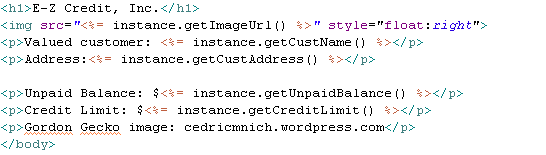 <h1>E-Z Credit, Inc.</h1>
<img src="<%= instance.getImageUrl() %>" style="float:right">
<p>Valued customer: <%= instance.getCustName() %></p>
<p>Address:<%= instance.getCustAddress() %></p>
<p>Unpaid Balance: $<%= instance.getUnpaidBalance() %></p>
<p>Credit Limit: $<%= instance.getCreditLimit() %></p>
<p>Gordon Gecko image: cedricmnich.wordpress.com</p>
</body>